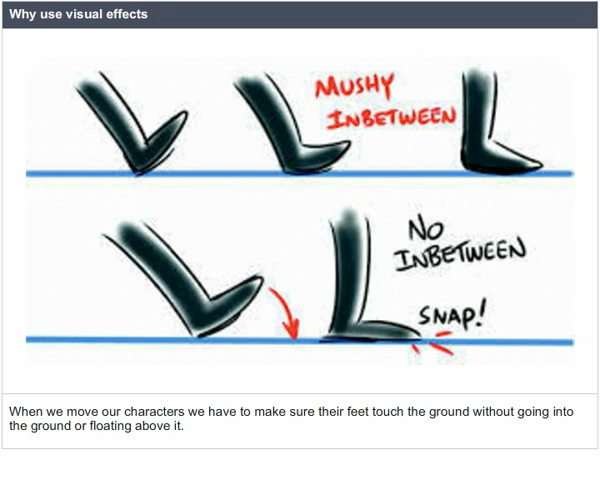 Why use visual effects
MUSHY
INBETWEEN
NO
INBETWEEN
SNAP!
When we move our characters we have to make sure their feet touch the ground without going into
the ground or floating above it.